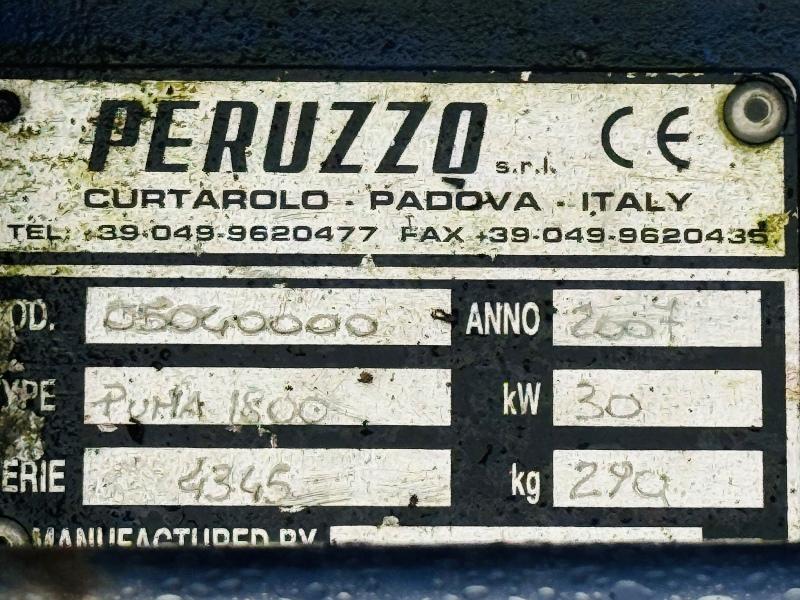 PERUZZO s.r.l. CE
CURTAROLO - PADOVA - ITALY
TEL. +39-049-9620477 FAX +39-049-9620435
OD. 05040000 ANNO 2007
YPE PUMA 1800 kW 30
ERIE 4345 kg 290
MANUFACTURED BY